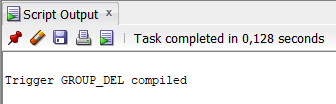 Script Output x
Task completed in 0,128 seconds
Trigger GROUP_DEL compiled